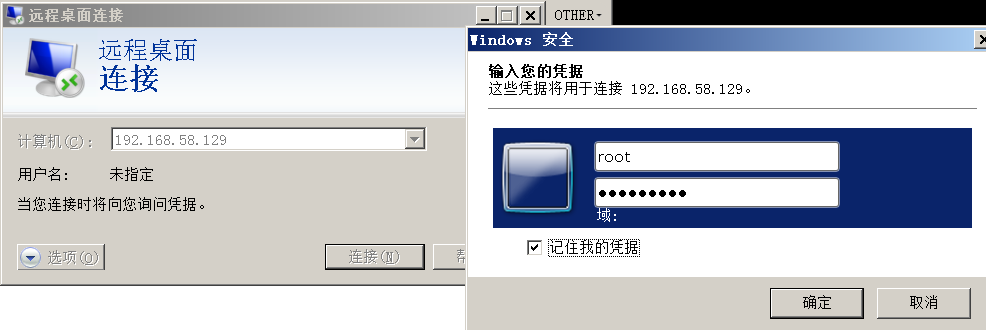 远程桌面连接
OTHER
远程桌面
连接
计算机(C):
192.168.58.129
用户名:
未指定
当您连接时将向您询问凭据。
选项(O)
连接(N)
Windows 安全
输入您的凭据
这些凭据将用于连接 192.168.58.129。
root
●●●●●●●●●
域:
记住我的凭据
确定
取消